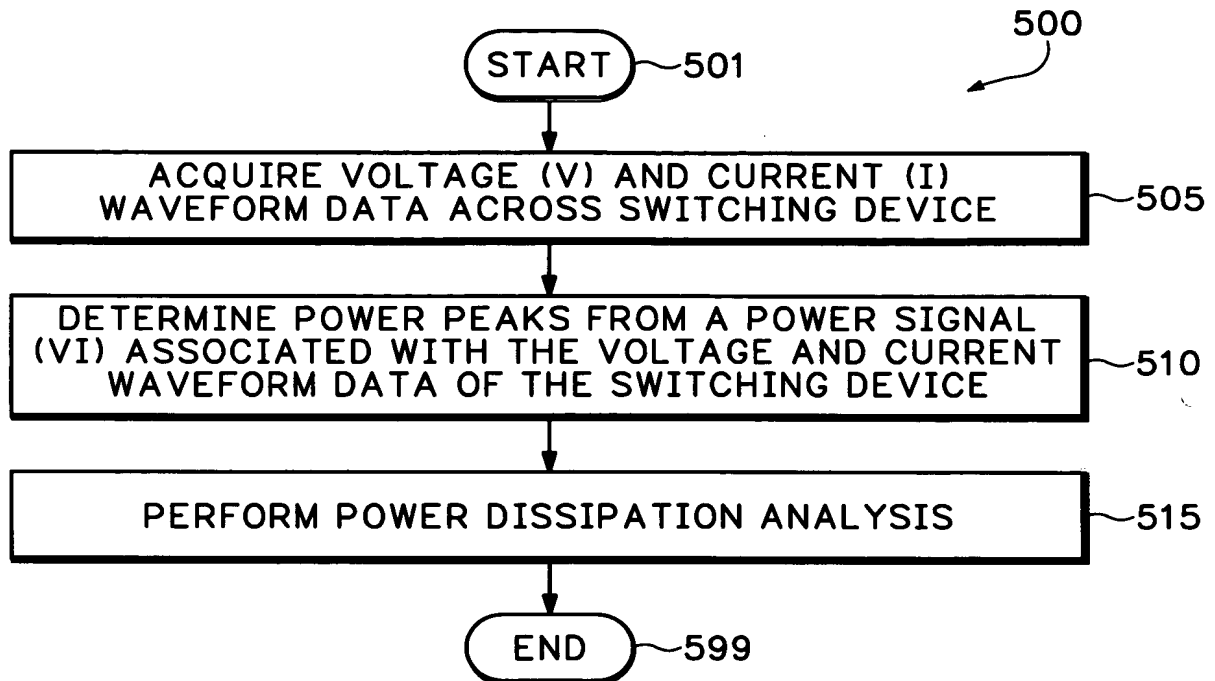 500
START
501
ACQUIRE VOLTAGE (V) AND CURRENT (I)
WAVEFORM DATA ACROSS SWITCHING DEVICE
505
DETERMINE POWER PEAKS FROM A POWER SIGNAL
(VI) ASSOCIATED WITH THE VOLTAGE AND CURRENT
WAVEFORM DATA OF THE SWITCHING DEVICE
510
PERFORM POWER DISSIPATION ANALYSIS
515
END
599